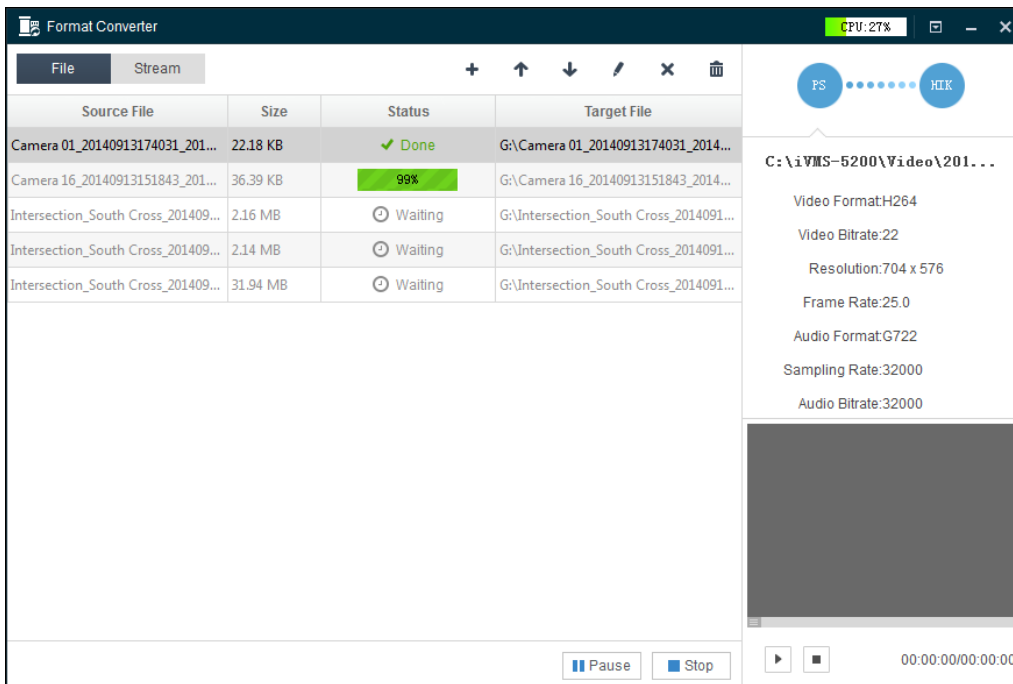 Format Converter
CPU:27%
File Stream
PS HIK
Source File Size Status Target File
Camera 01_20140913174031_201... 22.18 KB Done G:\Camera 01_20140913174031_2014...
Camera 16_20140913151843_201... 36.39 KB 99% G:\Camera 16_20140913151843_2014...
Intersection_South Cross_201409... 2.16 MB Waiting G:\Intersection_South Cross_2014091...
Intersection_South Cross_201409... 2.14 MB Waiting G:\Intersection_South Cross_2014091...
Intersection_South Cross_201409... 31.94 MB Waiting G:\Intersection_South Cross_2014091...
C:\iVMS-5200\Video\201...
Video Format:H264
Video Bitrate:22
Resolution:704 x 576
Frame Rate:25.0
Audio Format:G722
Sampling Rate:32000
Audio Bitrate:32000
Pause Stop
00:00:00/00:00:00